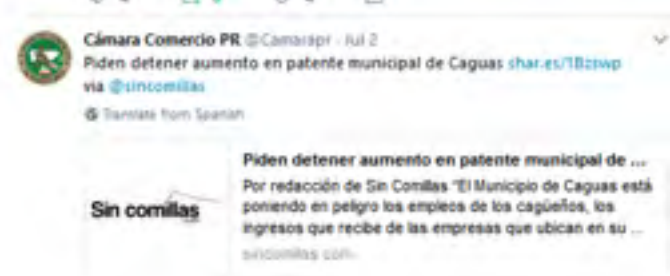 Cámara Comercio PR @Camarapr · Jul 2
Piden detener aumento en patente municipal de Caguas shar.es/1Bztwp
via @sincomillas
Translate from Spanish
Piden detener aumento en patente municipal de ...
Sin comillas
Por redacción de Sin Comillas "El Municipio de Caguas está
poniendo en peligro los empleos de los cagüeños, los
ingresos que recibe de las empresas que ubican en su ...
sincomillas.com